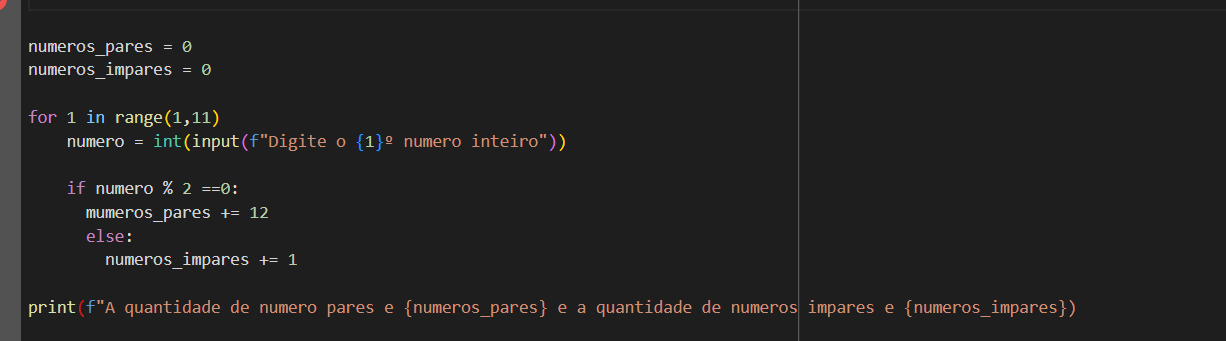 numeros_pares = 0
numeros_impares = 0
for 1 in range(1,11)
numero = int(input(f"Digite o {1}º numero inteiro"))
if numero % 2 ==0:
mumeros_pares += 12
else:
numeros_impares += 1
print(f"A quantidade de numero pares e {numeros_pares} e a quantidade de numeros impares e {numeros_impares})